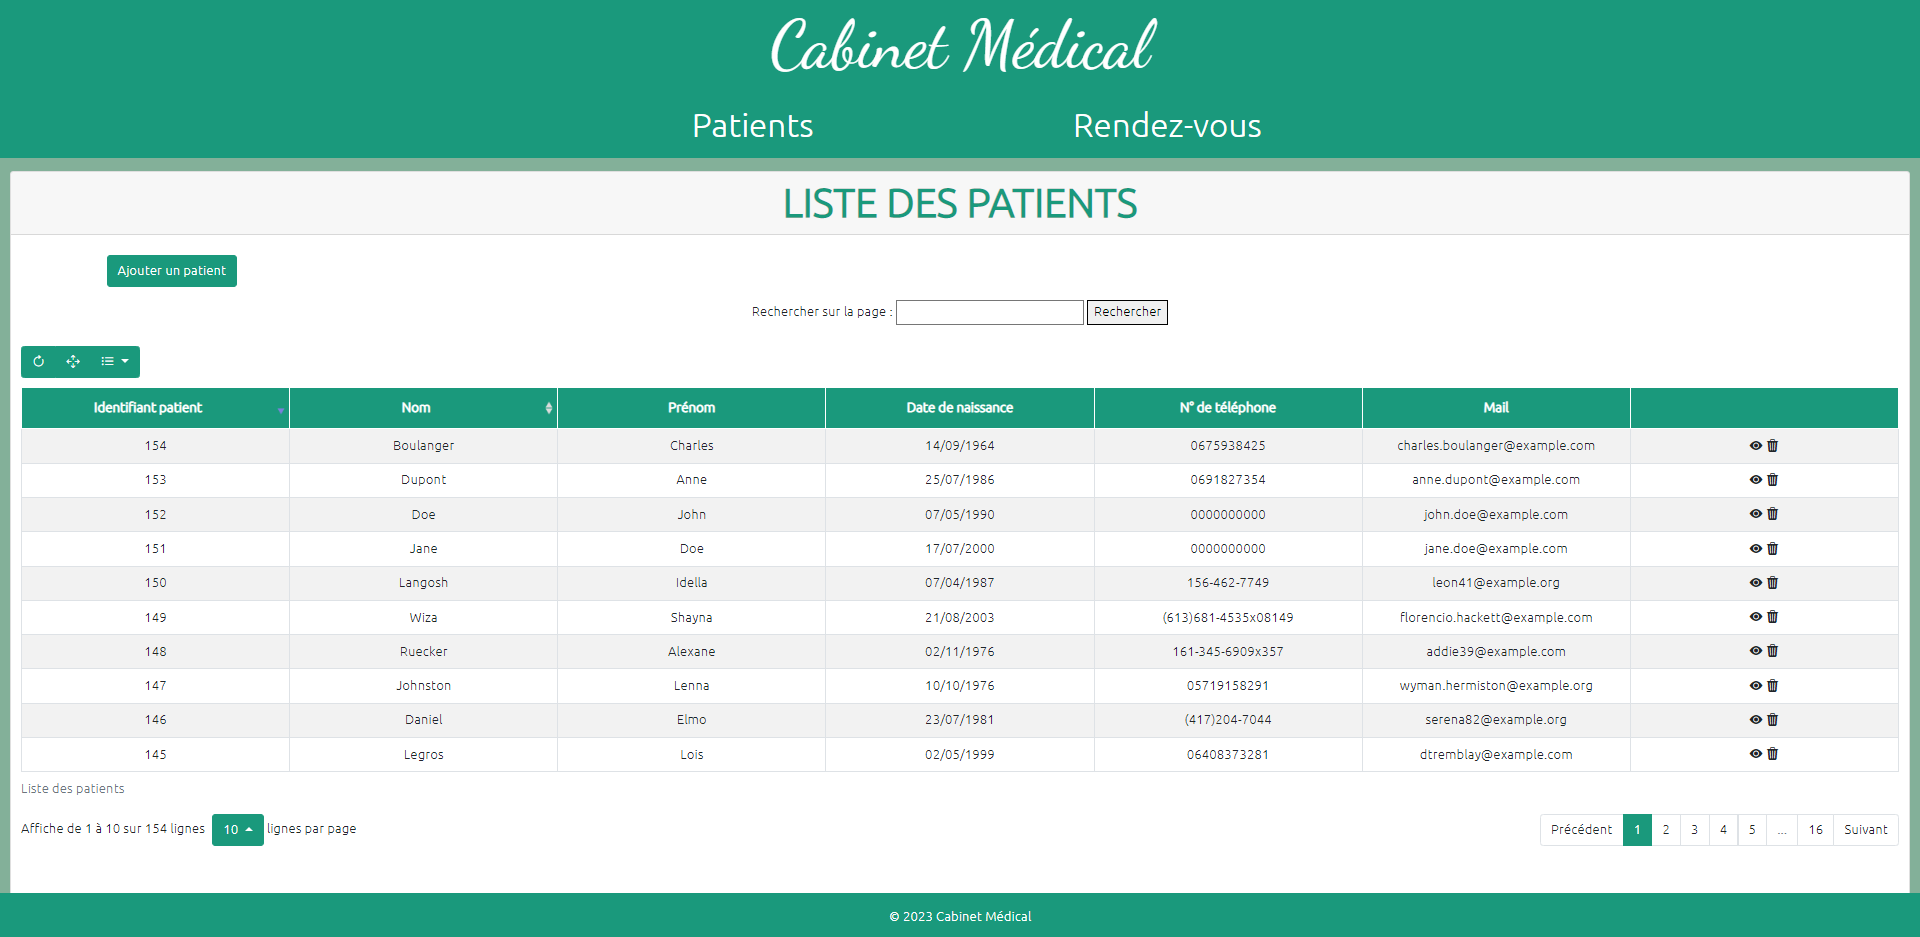 Cabinet Médical
Patients Rendez-vous
LISTE DES PATIENTS
Ajouter un patient
Rechercher sur la page : Rechercher
Identifiant patient Nom Prénom Date de naissance N° de téléphone Mail
154 Boulanger Charles 14/09/1964 0675938425 charles.boulanger@example.com
153 Dupont Anne 25/07/1986 0691827354 anne.dupont@example.com
152 Doe John 07/05/1990 0000000000 john.doe@example.com
151 Jane Doe 17/07/2000 0000000000 jane.doe@example.com
150 Langosh Idella 07/04/1987 156-462-7749 leon41@example.org
149 Wiza Shayna 21/08/2003 (613)681-4535x08149 florencio.hackett@example.com
148 Ruecker Alexane 02/11/1976 161-345-6909x357 addie39@example.com
147 Johnston Lenna 10/10/1976 05719158291 wyman.hermiston@example.org
146 Daniel Elmo 23/07/1981 (417)204-7044 serena82@example.org
145 Legros Lois 02/05/1999 06408373281 dtremblay@example.com
Liste des patients
Affiche de 1 à 10 sur 154 lignes 10 lignes par page Précédent 1 2 3 4 5 ... 16 Suivant
© 2023 Cabinet Médical